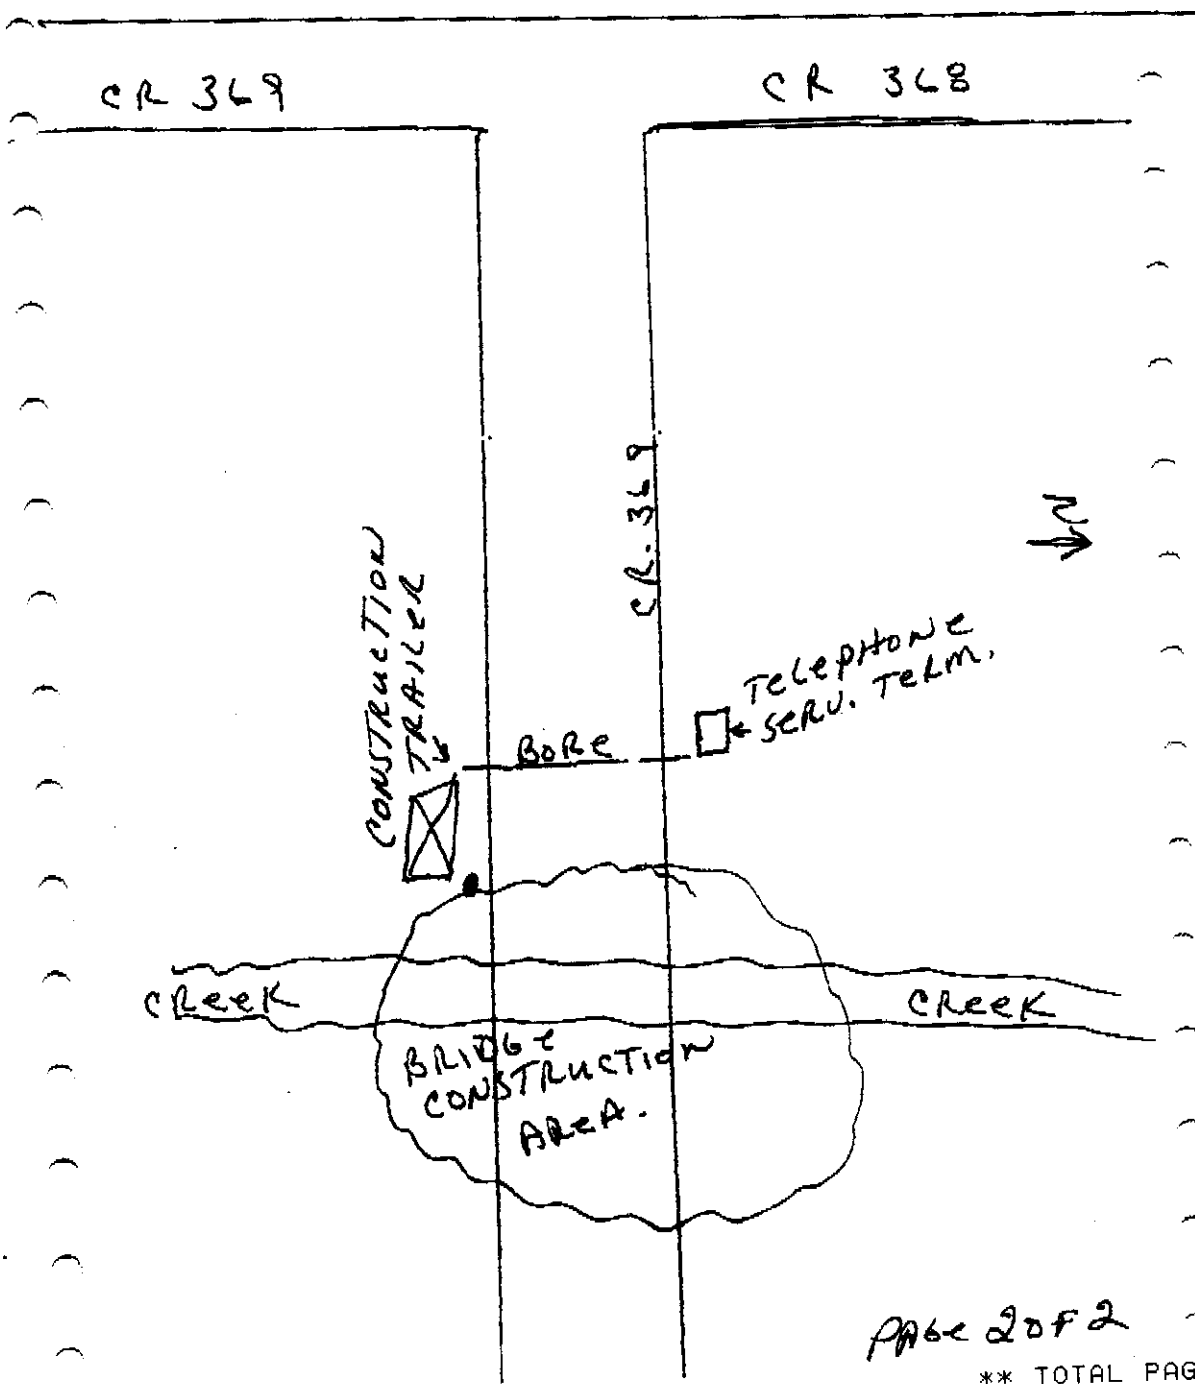 CR 369
CR 368
CR. 369
N
CONSTRUCTION
TRAILER
TELEPHONE
SERV. TERM.
BORE
CREEK
CREEK
BRIDGE
CONSTRUCTION
AREA.
PAGE 2 OF 2
** TOTAL PAG